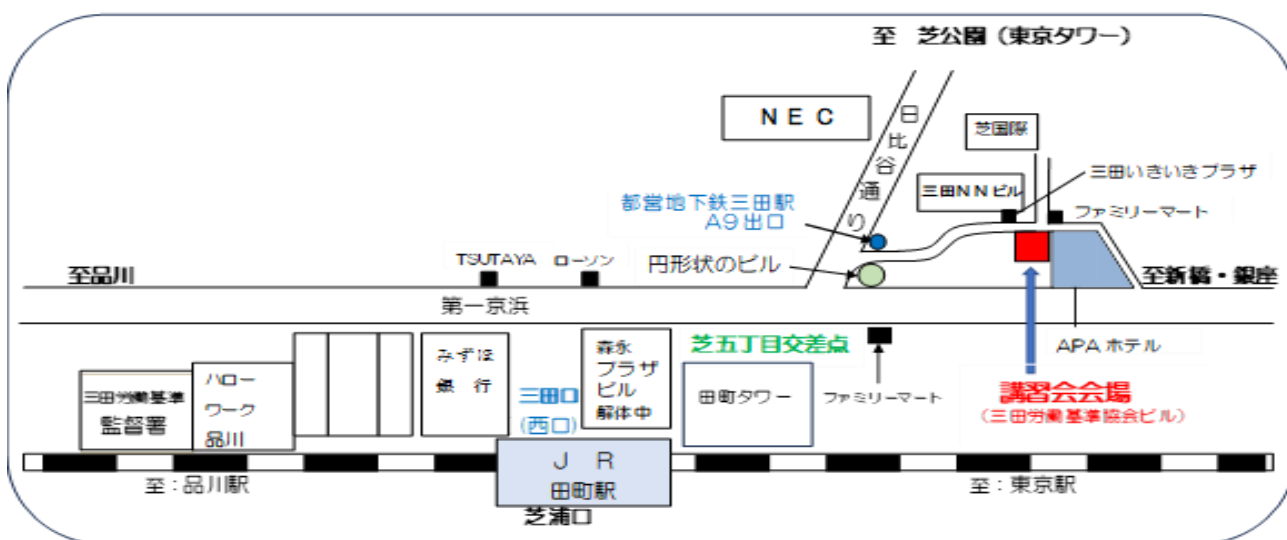 至　芝公園（東京タワー）
ＮＥＣ
日比谷通り
芝国際
三田ＮＮビル
三田いきいきプラザ
都営地下鉄三田駅
Ａ９出口
ファミリーマート
TSUTAYA
ローソン
円形状のビル
至品川
至新橋・銀座
第一京浜
芝五丁目交差点
APAホテル
三田労働基準
監督署
ハロー
ワーク
品川
みずほ
銀行
三田口
(西口)
森永
プラザ
ビル
解体中
田町タワー
ファミリーマート
講習会会場
（三田労働基準協会ビル）
ＪＲ
田町駅
至：品川駅
至：東京駅
芝浦口